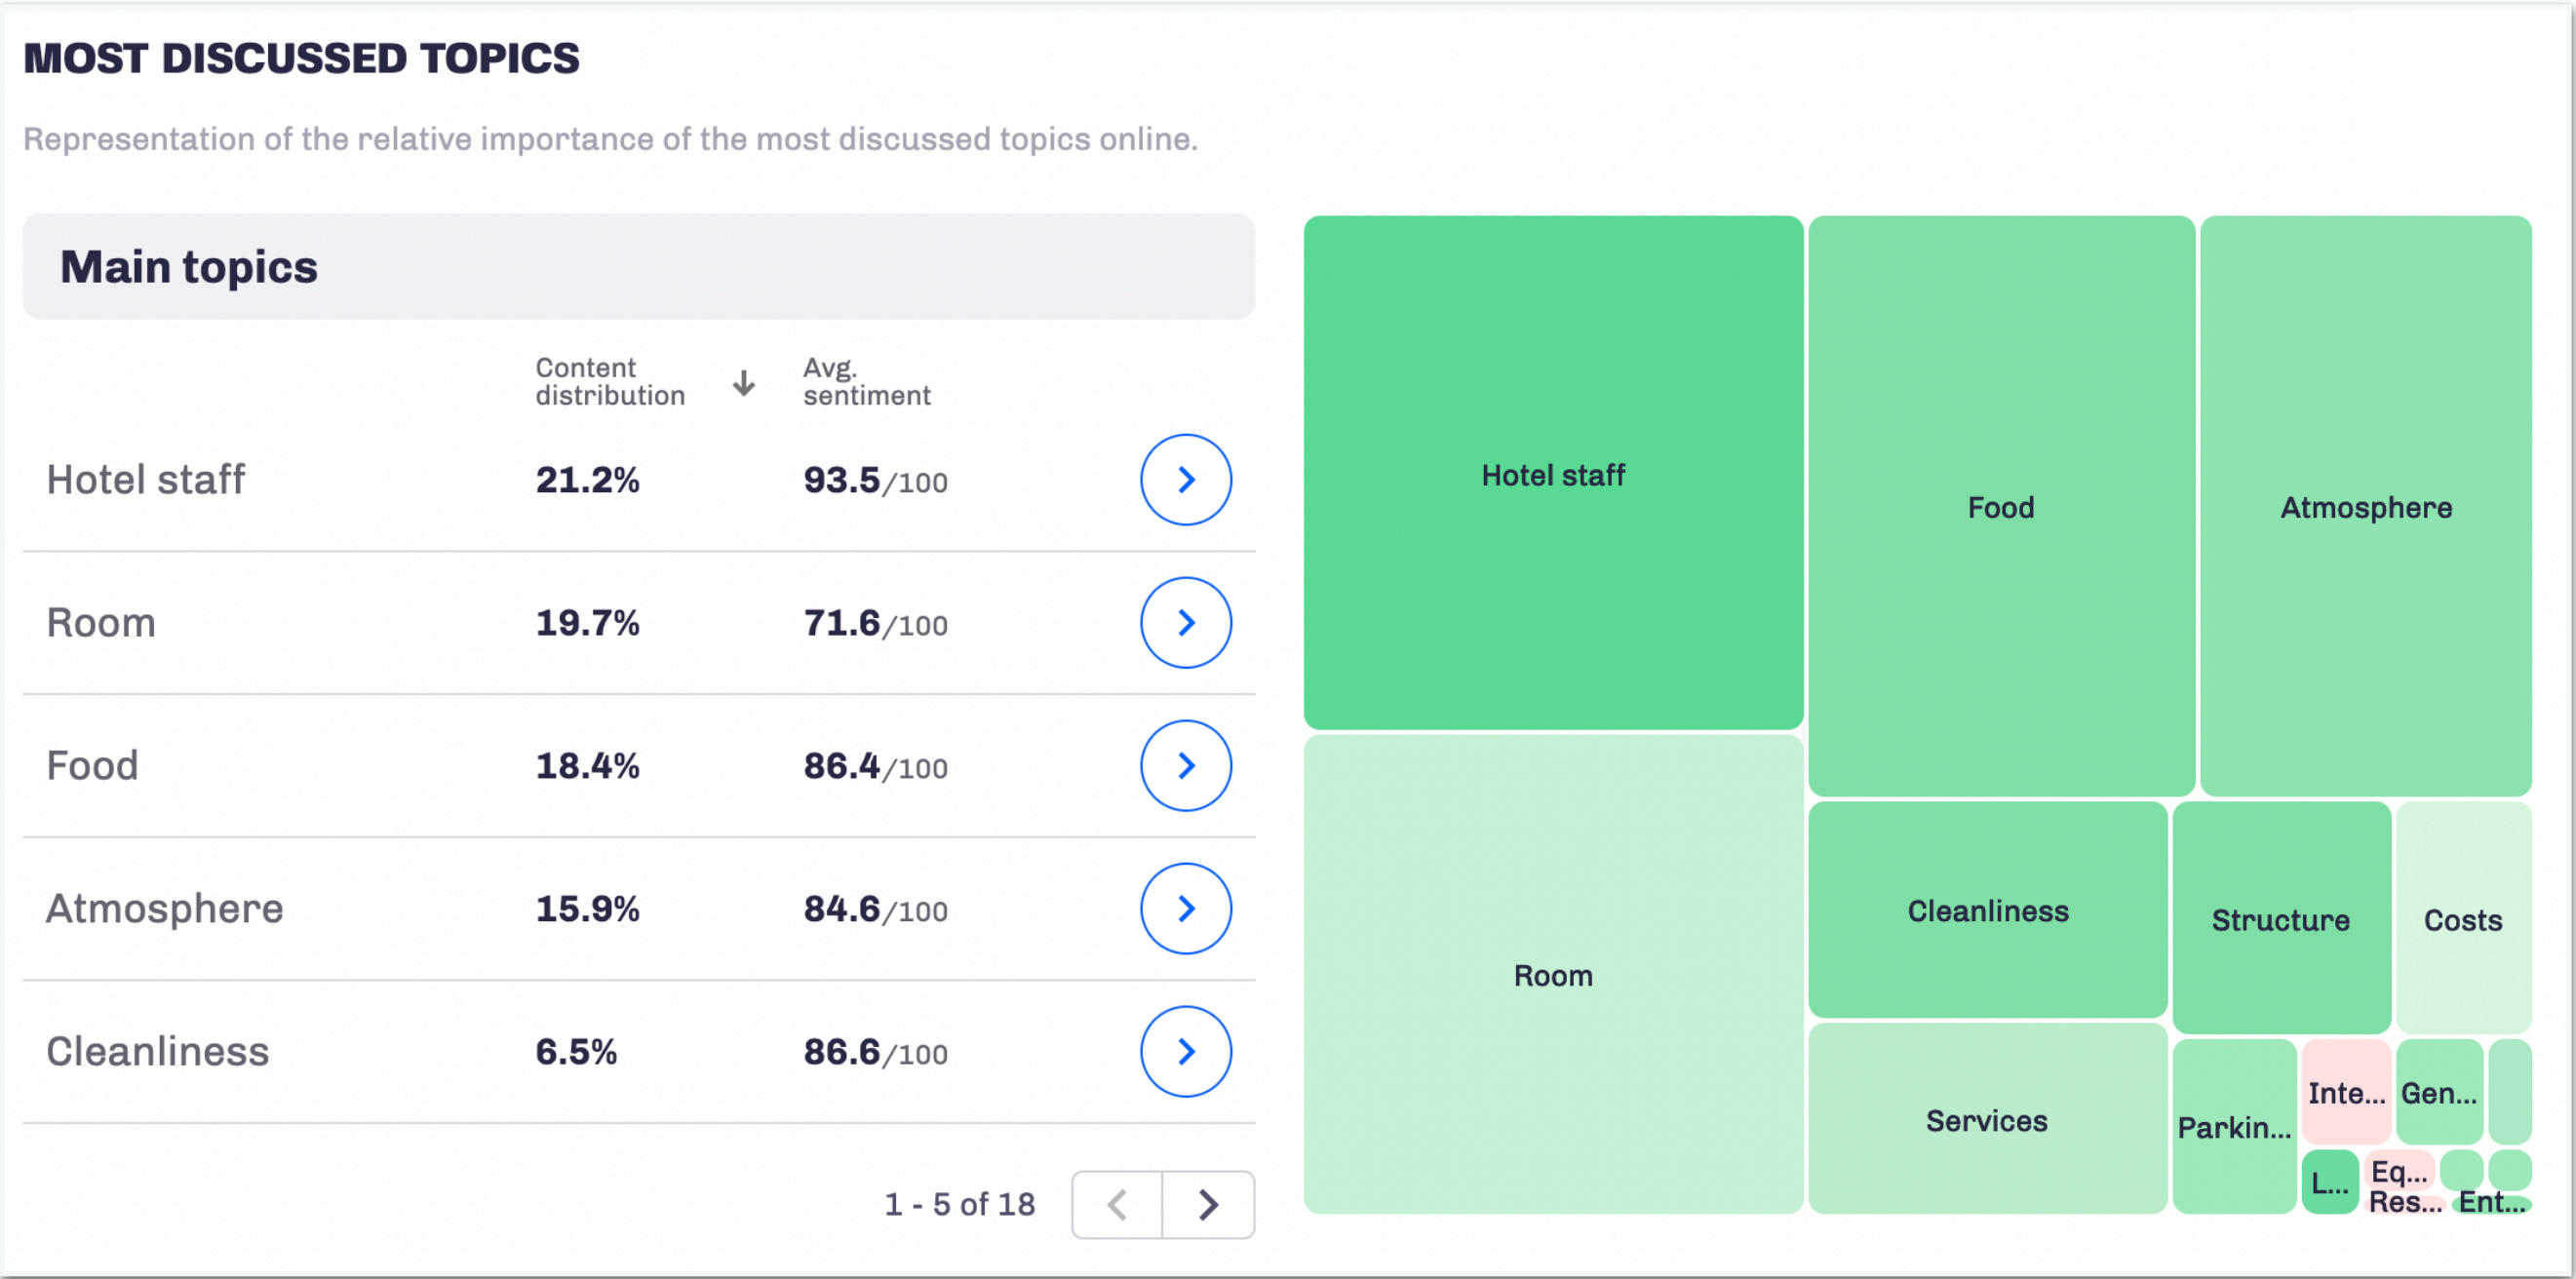 MOST DISCUSSED TOPICS
Representation of the relative importance of the most discussed topics online.
Main topics
Content distribution
Avg. sentiment
Hotel staff 21.2% 93.5/100
Room 19.7% 71.6/100
Food 18.4% 86.4/100
Atmosphere 15.9% 84.6/100
Cleanliness 6.5% 86.6/100
1 - 5 of 18
Hotel staff
Food
Atmosphere
Room
Cleanliness
Structure
Costs
Services
Parkin...
Inte...
Gen...
L...
Eq...
Res...
Ent...